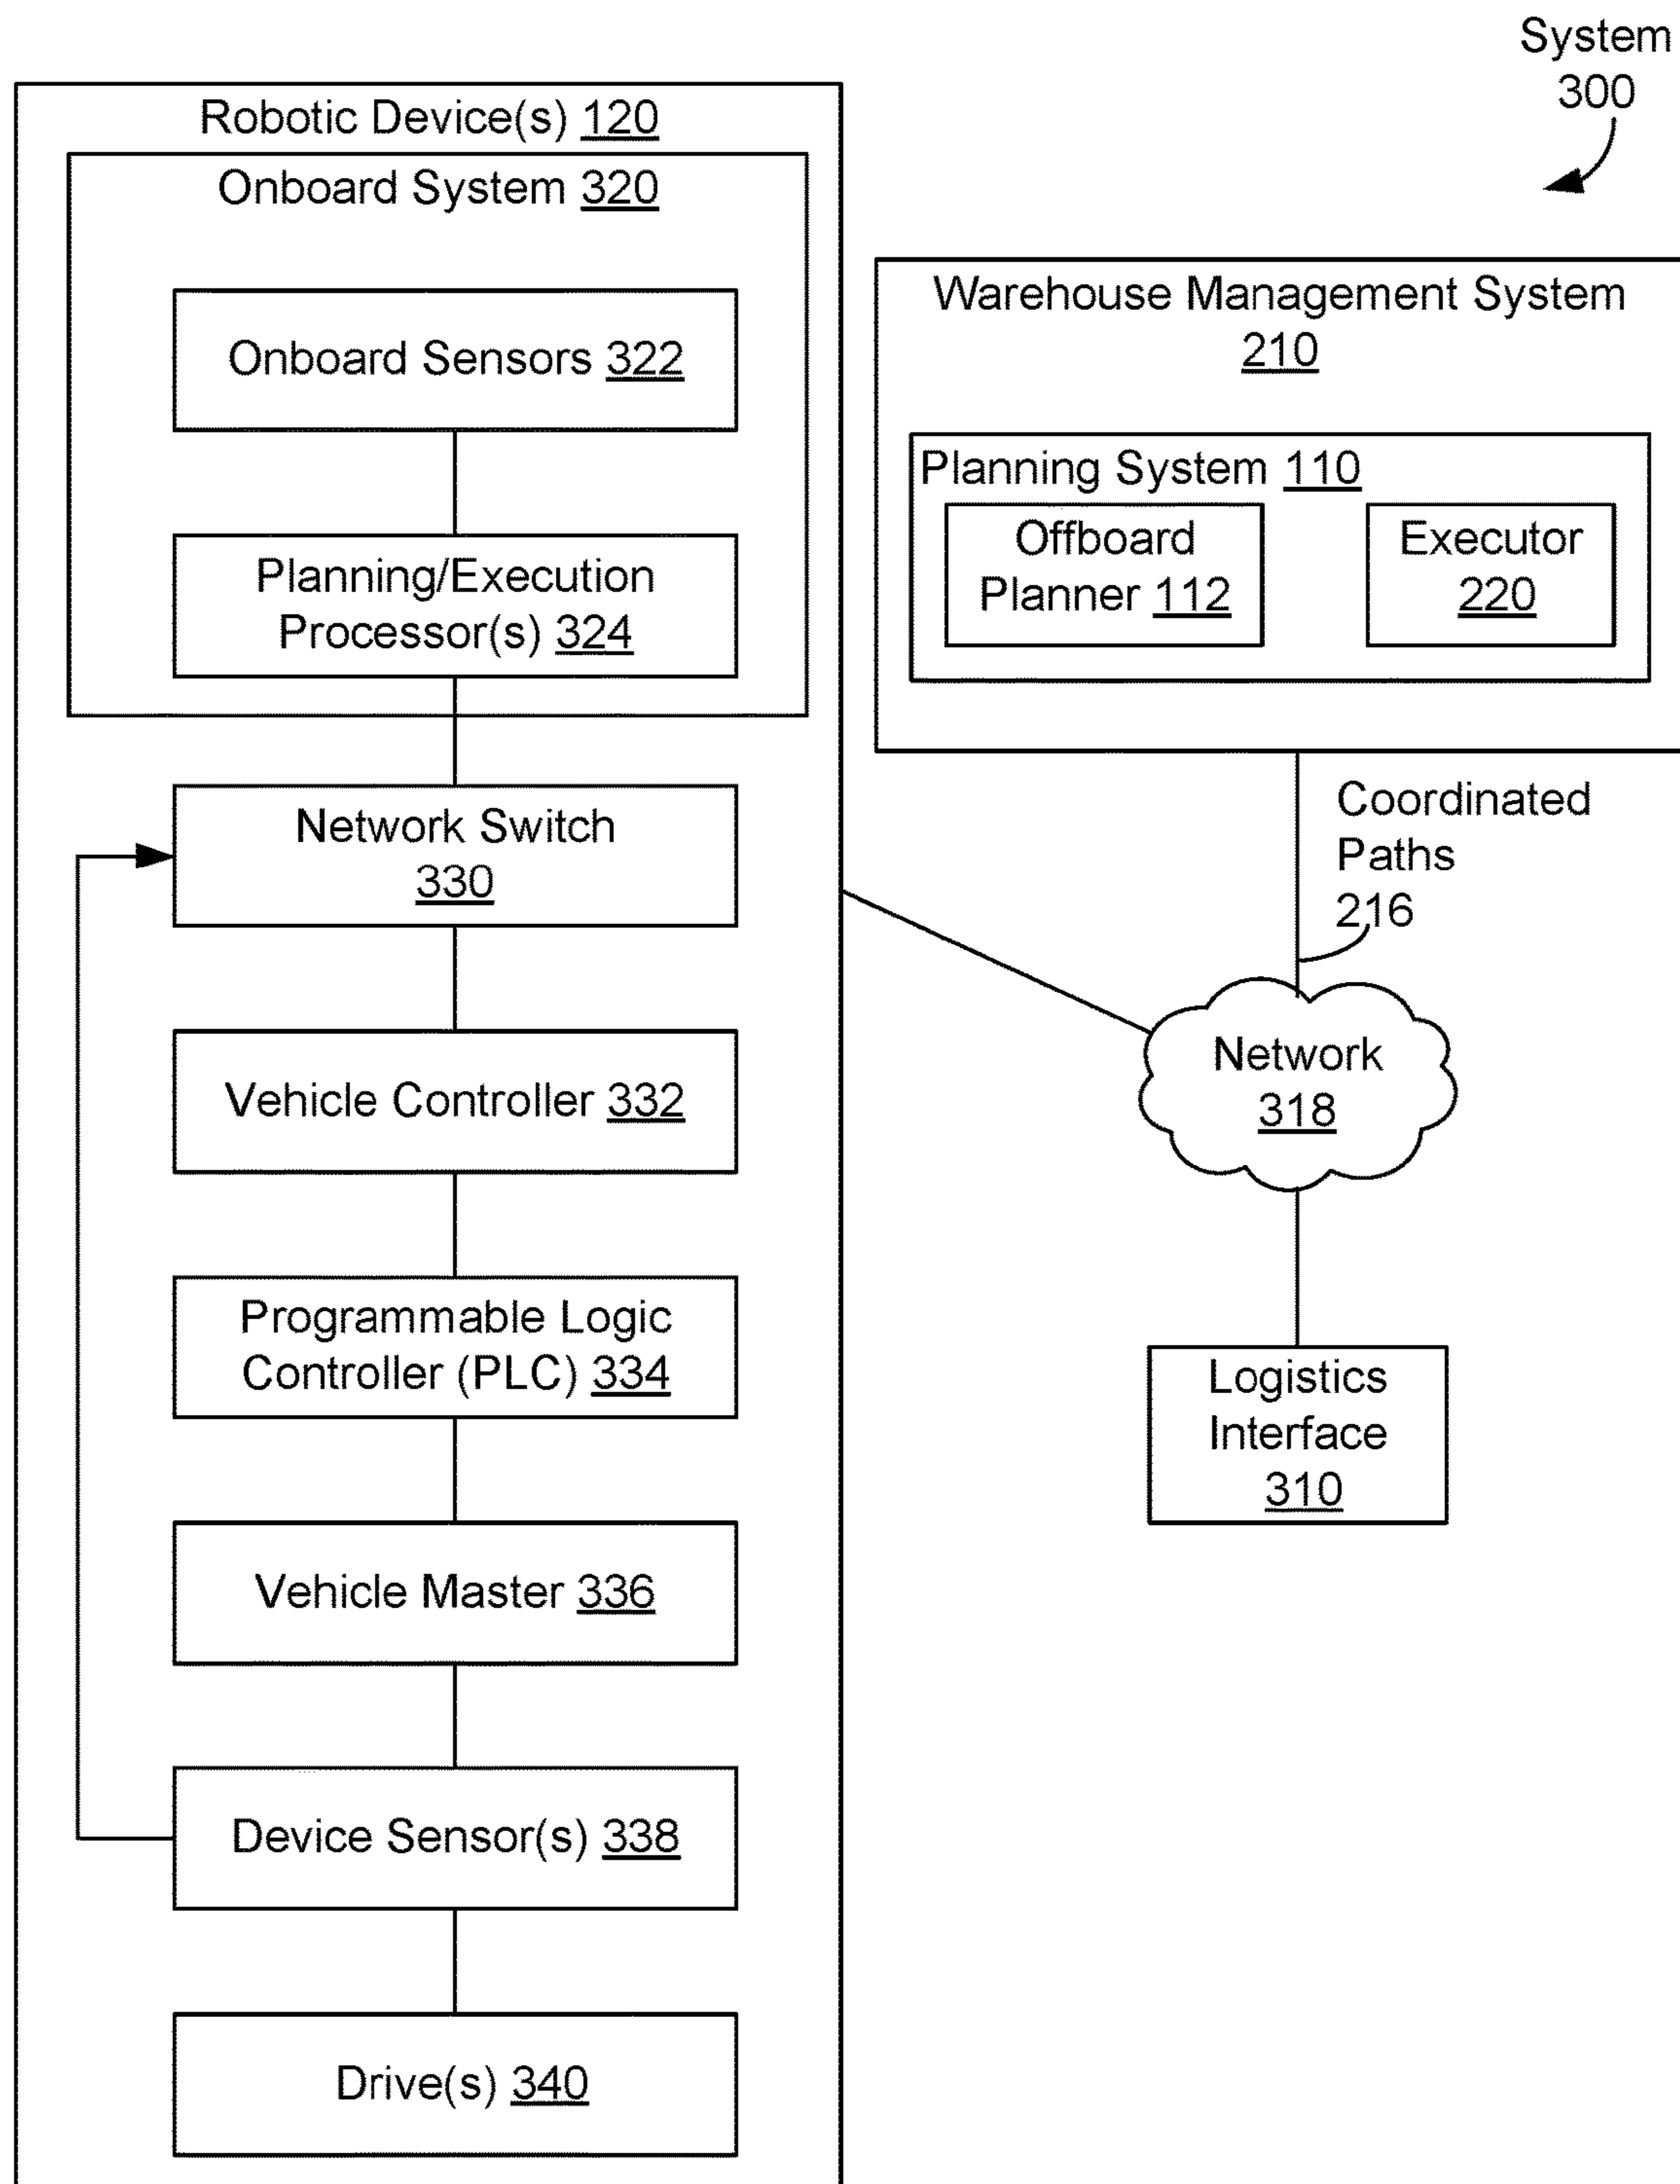 System
300
Robotic Device(s) 120
Onboard System 320
Onboard Sensors 322
Planning/Execution
Processor(s) 324
Network Switch
330
Vehicle Controller 332
Programmable Logic
Controller (PLC) 334
Vehicle Master 336
Device Sensor(s) 338
Drive(s) 340
Warehouse Management System
210
Planning System 110
Offboard
Planner 112
Executor
220
Coordinated
Paths
216
Network
318
Logistics
Interface
310